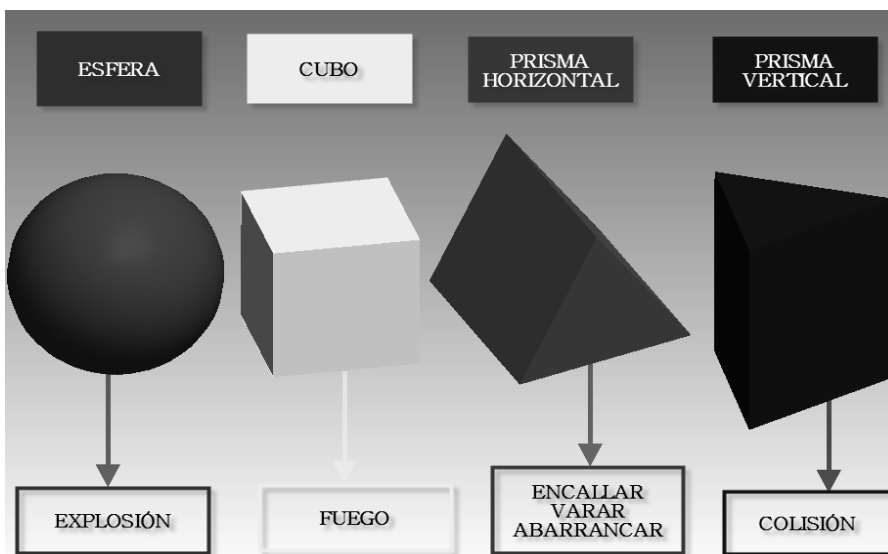 ESFERA
CUBO
PRISMA
HORIZONTAL
PRISMA
VERTICAL
EXPLOSIÓN
FUEGO
ENCALLAR
VARAR
ABARRANCAR
COLISIÓN